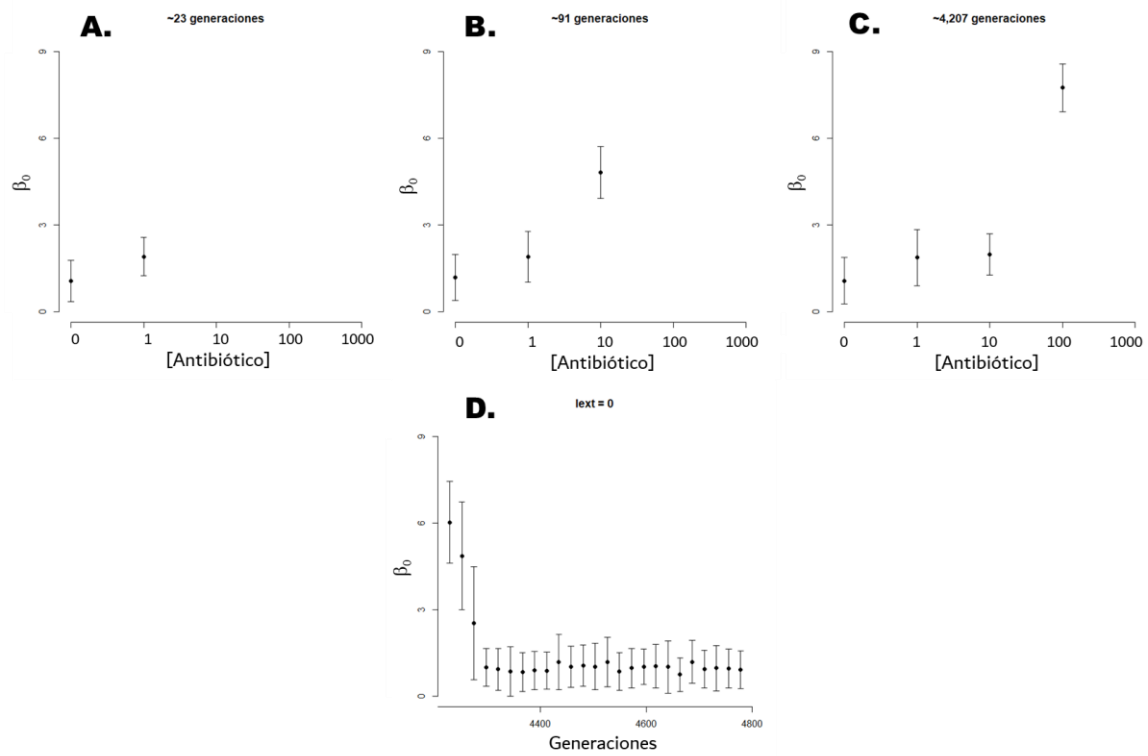 A.
~23 generaciones
9
6
3
0
β0
0 1 10 100 1000
[Antibiótico]
B.
~91 generaciones
9
6
3
0
β0
0 1 10 100 1000
[Antibiótico]
C.
~4,207 generaciones
9
6
3
0
β0
0 1 10 100 1000
[Antibiótico]
D.
lext = 0
9
6
3
0
β0
4400 4600 4800
Generaciones